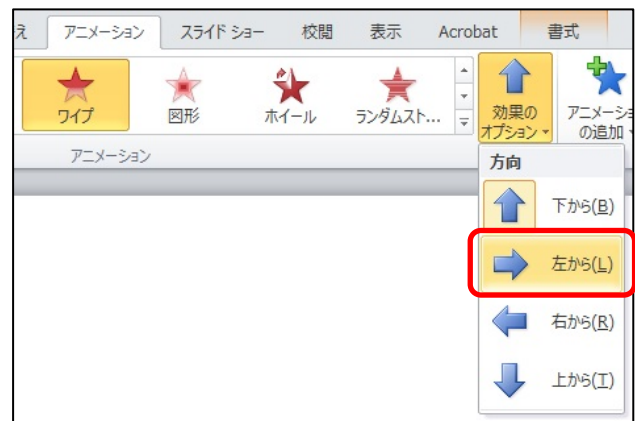 え アニメーション スライド ショー 校閲 表示 Acrobat 書式
ワイプ 図形 ホイール ランダムスト... 効果の オプション アニメーシ の追加
アニメーション
方向
下から(B)
左から(L)
右から(R)
上から(T)